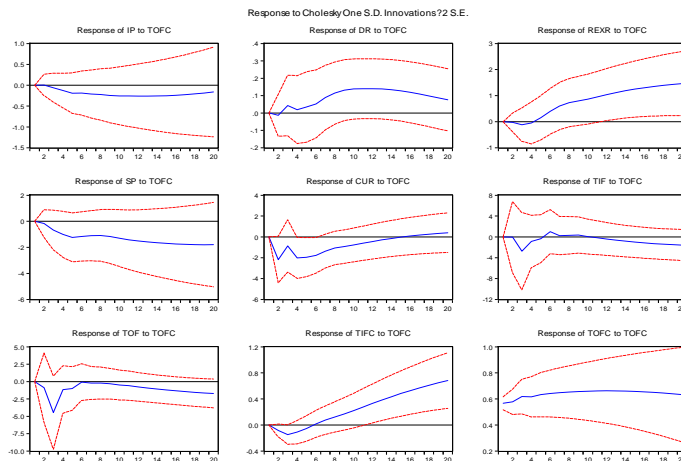 Response to Cholesky One S.D. Innovations ?2 S.E.
Response of IP to TOFC
1.0
0.5
0.0
-0.5
-1.0
-1.5
2 4 6 8 10 12 14 16 18 20
Response of DR to TOFC
.4
.2
.0
-.2
2 4 6 8 10 12 14 16 18 20
Response of REXR to TOFC
3
2
1
0
-1
2 4 6 8 10 12 14 16 18 20
Response of SP to TOFC
2
0
-2
-4
-6
2 4 6 8 10 12 14 16 18 20
Response of CUR to TOFC
4
2
0
-2
-4
-6
2 4 6 8 10 12 14 16 18 20
Response of TIF to TOFC
8
4
0
-4
-8
-12
2 4 6 8 10 12 14 16 18 20
Response of TOF to TOFC
5.0
2.5
0.0
-2.5
-5.0
-7.5
-10.0
2 4 6 8 10 12 14 16 18 20
Response of TIFC to TOFC
1.2
0.8
0.4
0.0
-0.4
2 4 6 8 10 12 14 16 18 20
Response of TOFC to TOFC
1.0
0.8
0.6
0.4
0.2
2 4 6 8 10 12 14 16 18 20